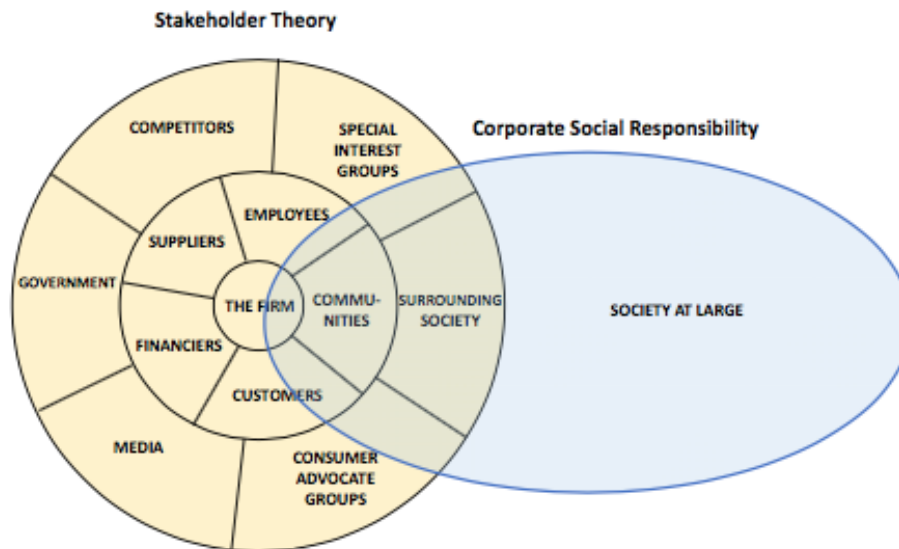 Stakeholder Theory
Corporate Social Responsibility
COMPETITORS
SPECIAL
INTEREST
GROUPS
EMPLOYEES
SUPPLIERS
GOVERNMENT
THE FIRM
COMMU-
NITIES
SURROUNDING
SOCIETY
SOCIETY AT LARGE
FINANCIERS
CUSTOMERS
MEDIA
CONSUMER
ADVOCATE
GROUPS